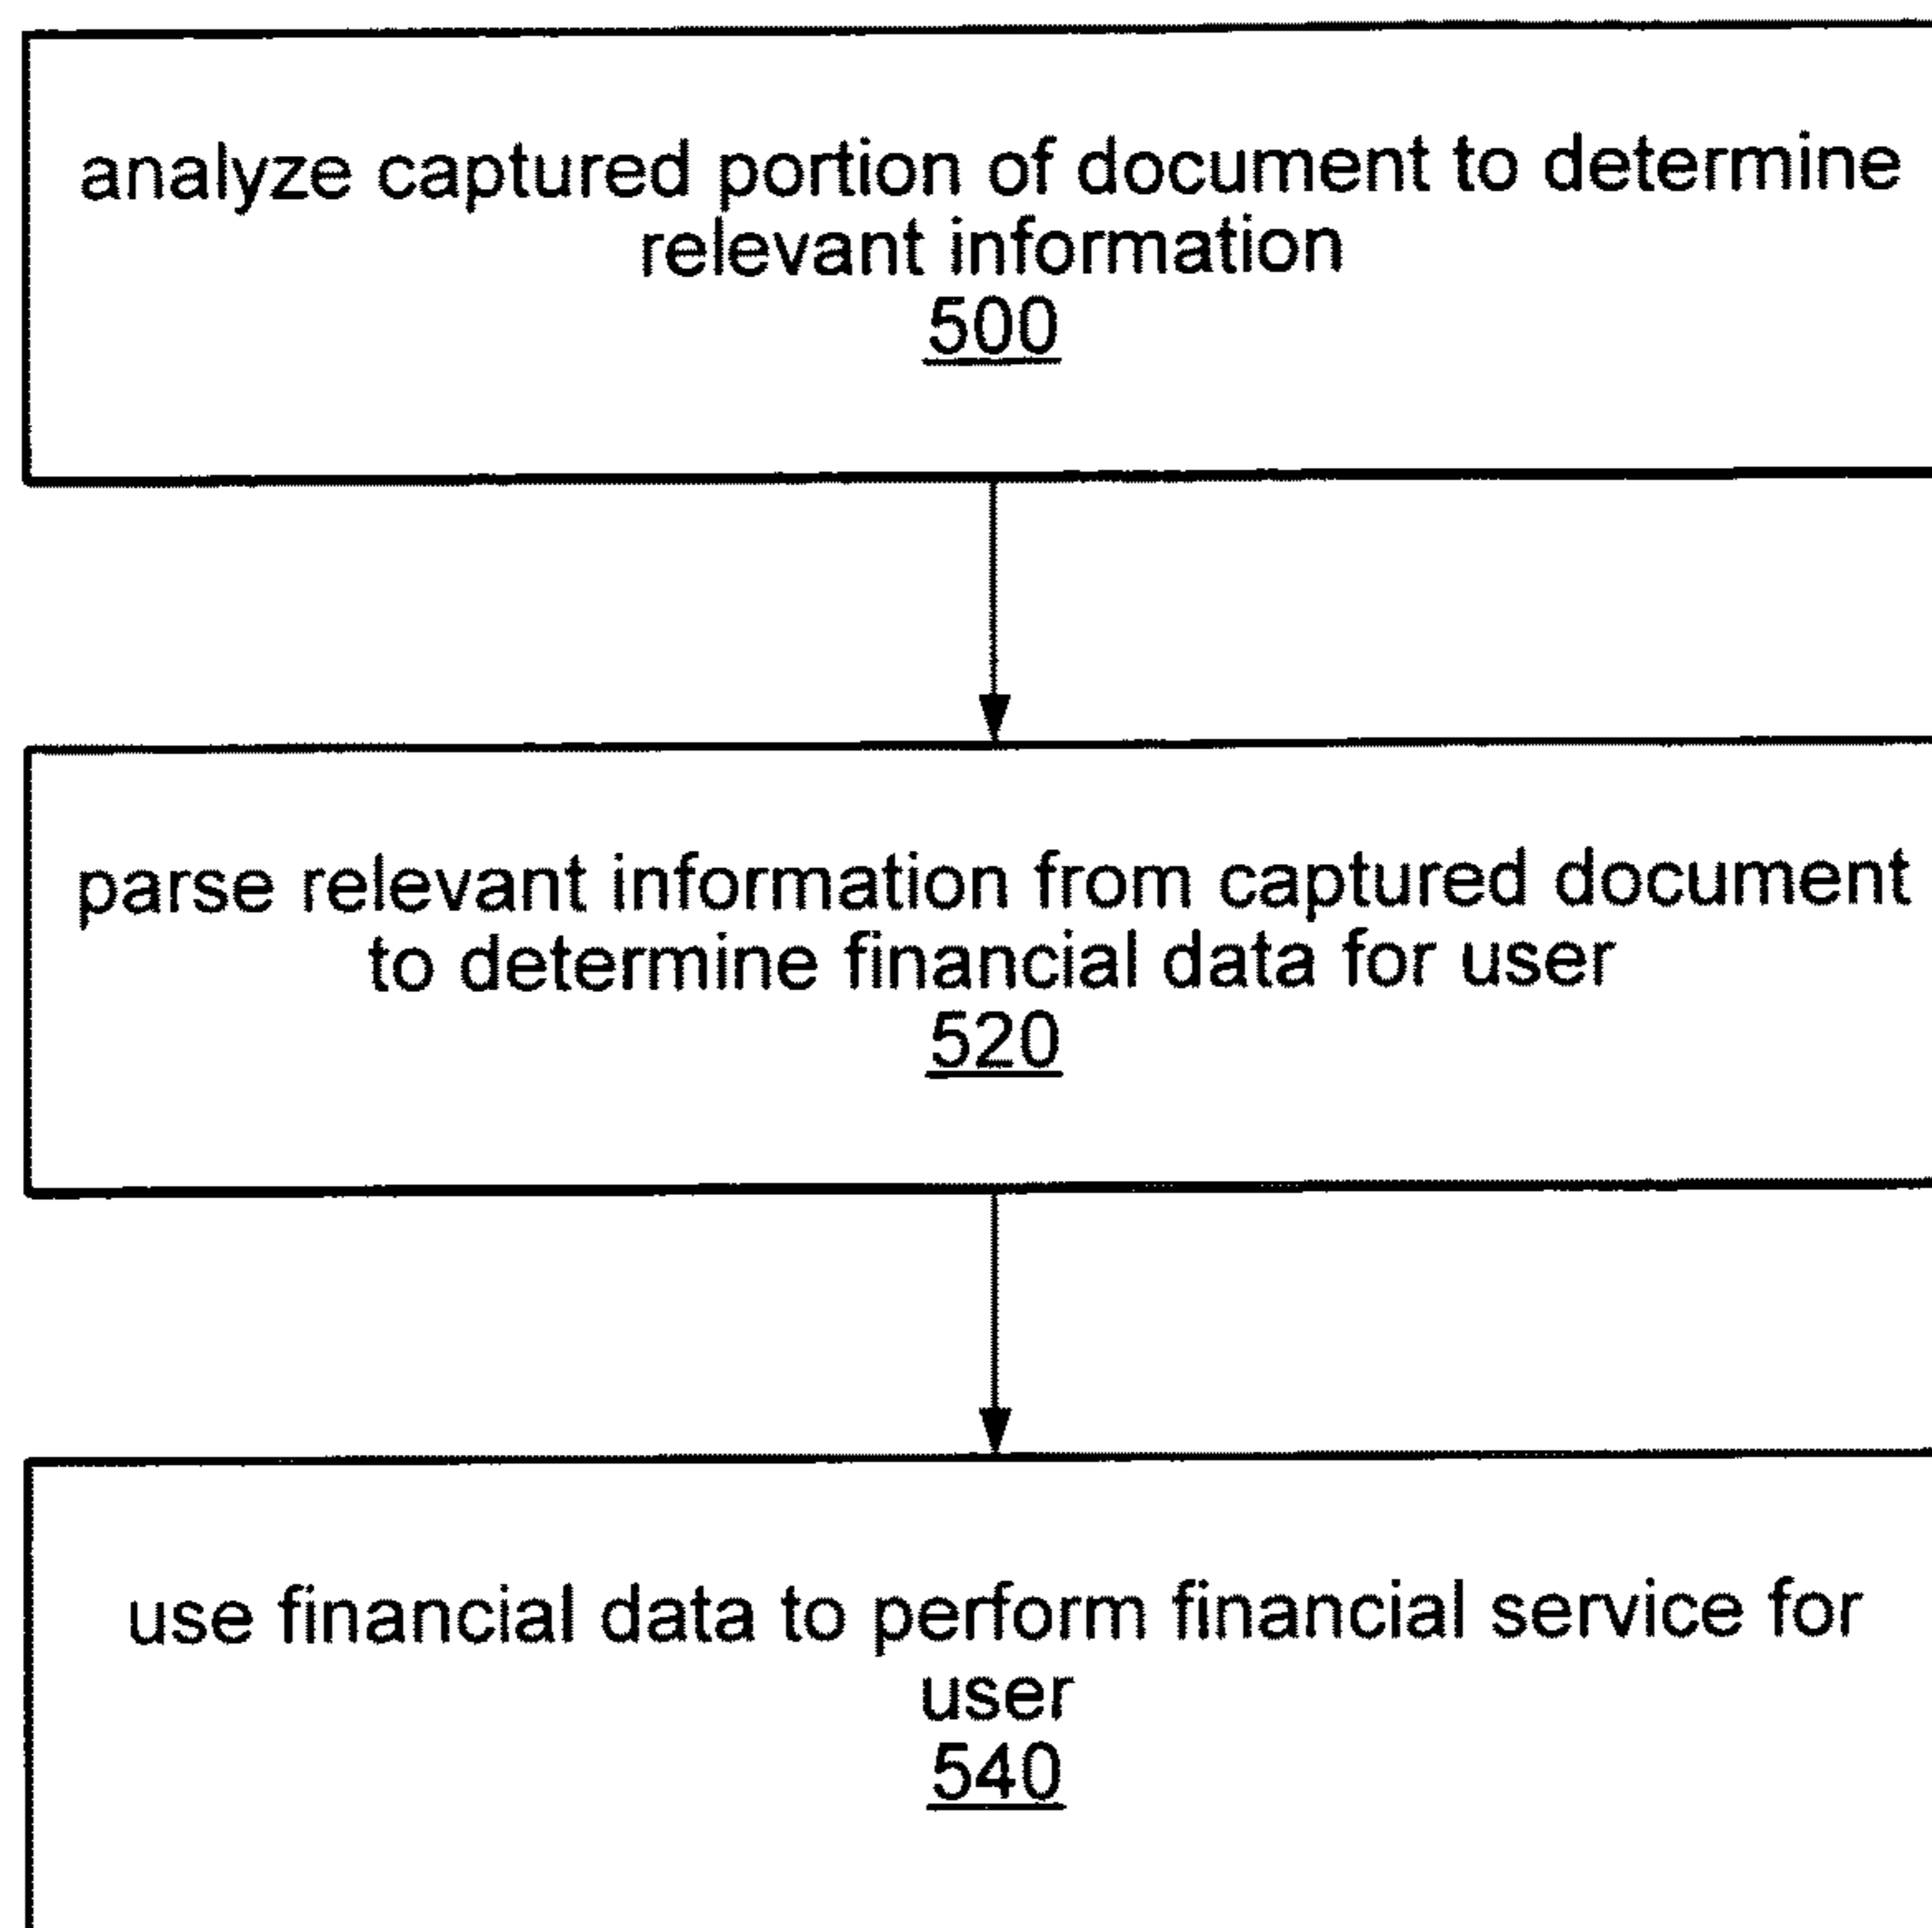 analyze captured portion of document to determine
relevant information
500
parse relevant information from captured document
to determine financial data for user
520
use financial data to perform financial service for
user
540